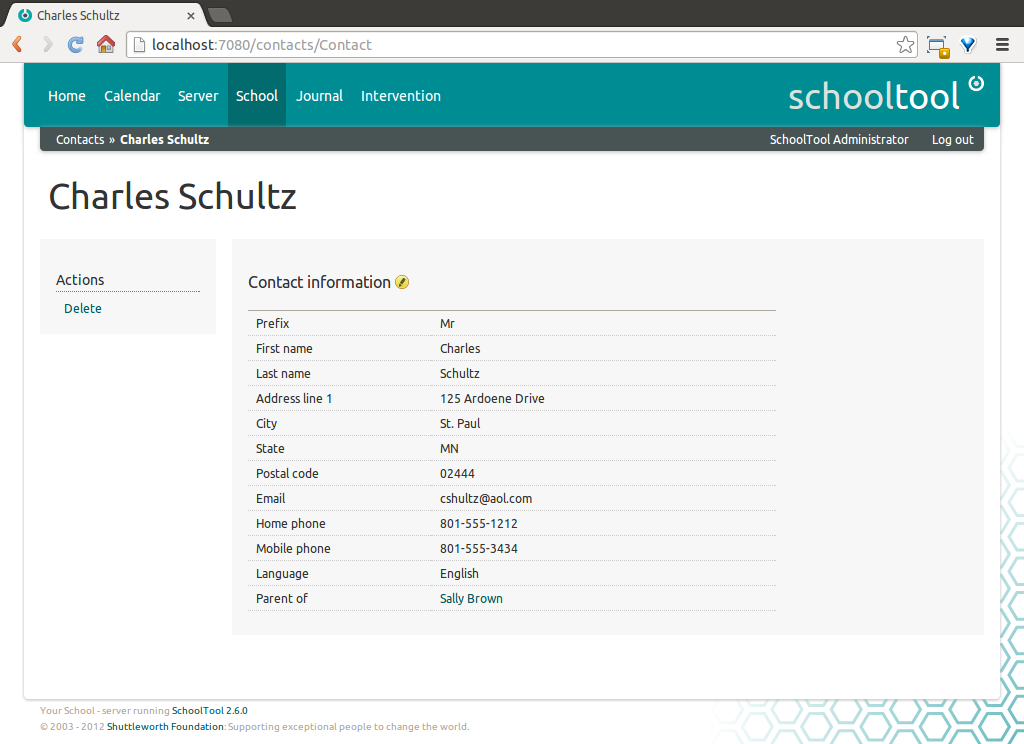 Charles Schultz
localhost:7080/contacts/Contact
Home Calendar Server School Journal Intervention
schooltool
Contacts » Charles Schultz
SchoolTool Administrator Log out
Charles Schultz
Actions
Delete
Contact information
Prefix Mr
First name Charles
Last name Schultz
Address line 1 125 Ardoene Drive
City St. Paul
State MN
Postal code 02444
Email cshultz@aol.com
Home phone 801-555-1212
Mobile phone 801-555-3434
Language English
Parent of Sally Brown
Your School - server running SchoolTool 2.6.0
© 2003 - 2012 Shuttleworth Foundation: Supporting exceptional people to change the world.